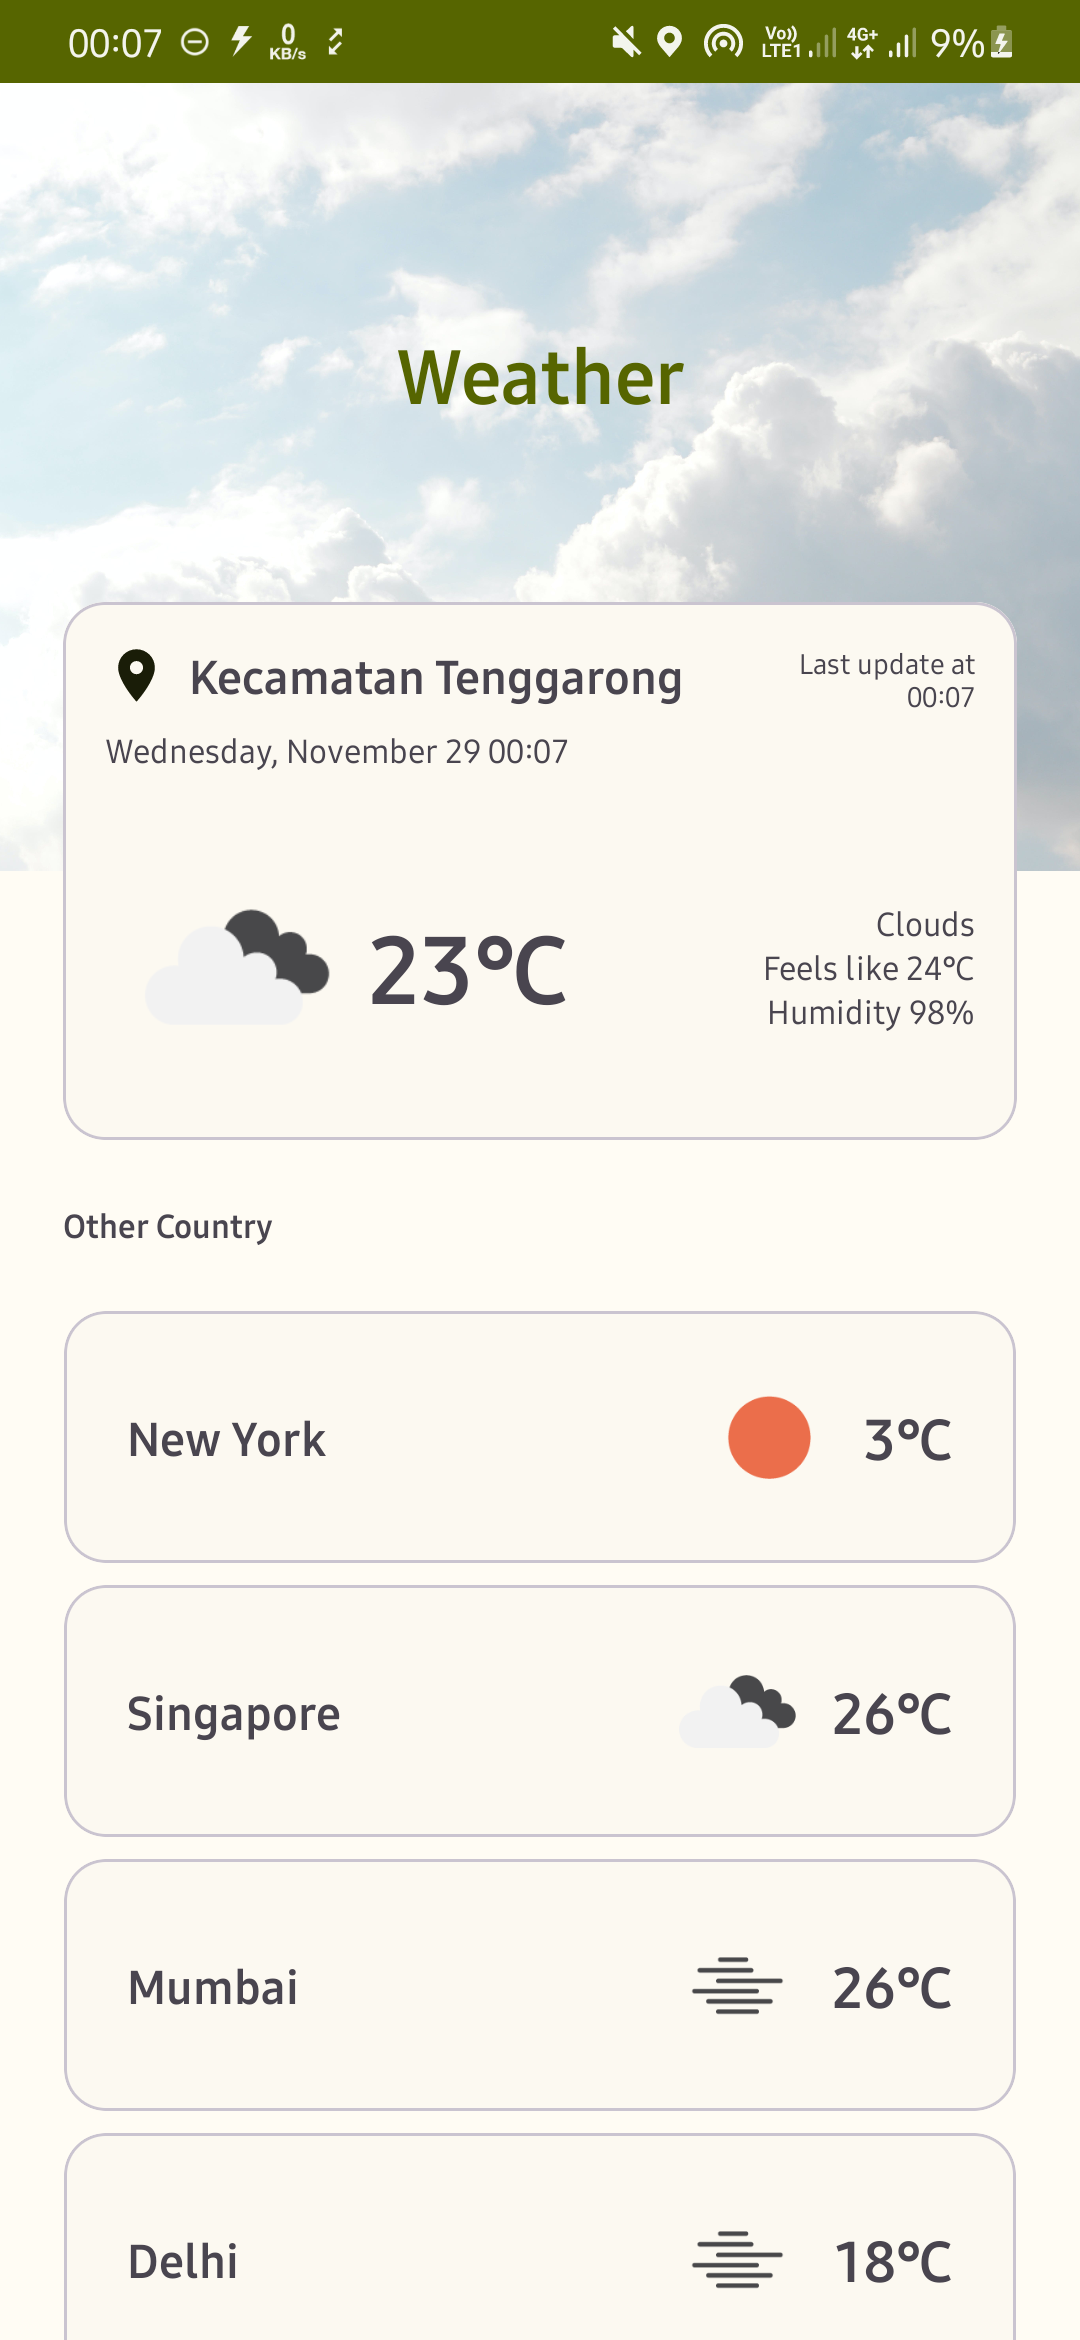 00:07 0 KB/s Vo)) LTE1 4G+ 9%
Weather
Kecamatan Tenggarong
Last update at
00:07
Wednesday, November 29 00:07
23°C
Clouds
Feels like 24°C
Humidity 98%
Other Country
New York 3°C
Singapore 26°C
Mumbai 26°C
Delhi 18°C